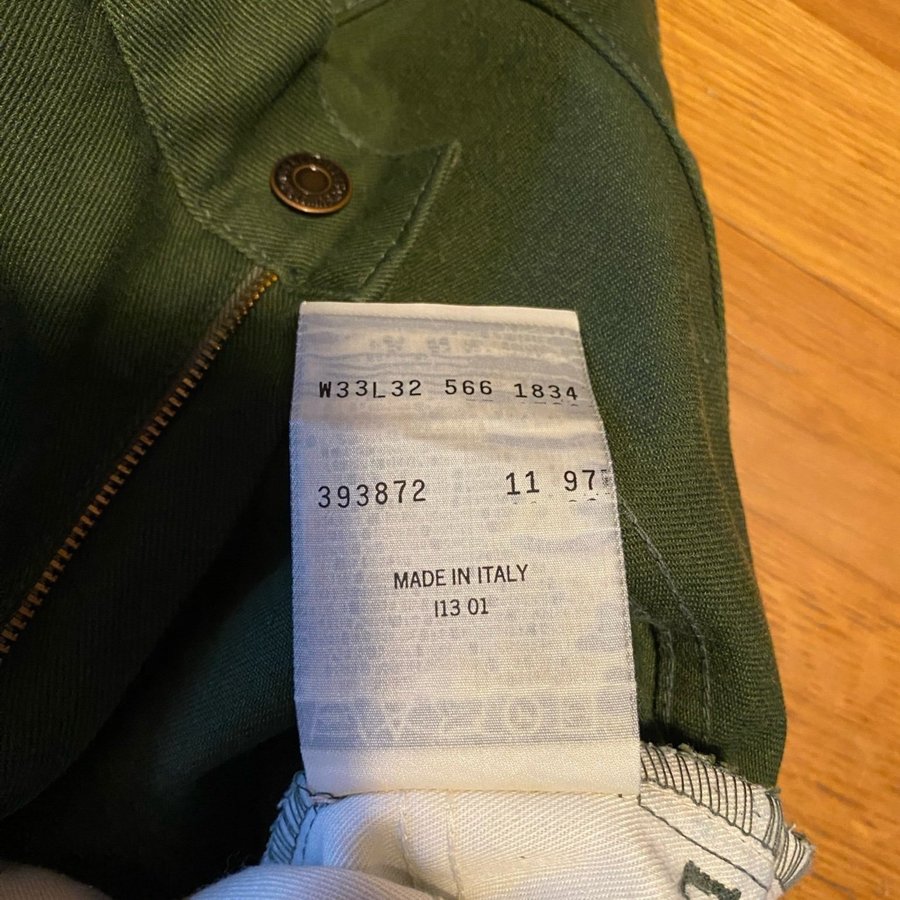 W33L32 566 1834
393872 11 97
MADE IN ITALY
I13 01